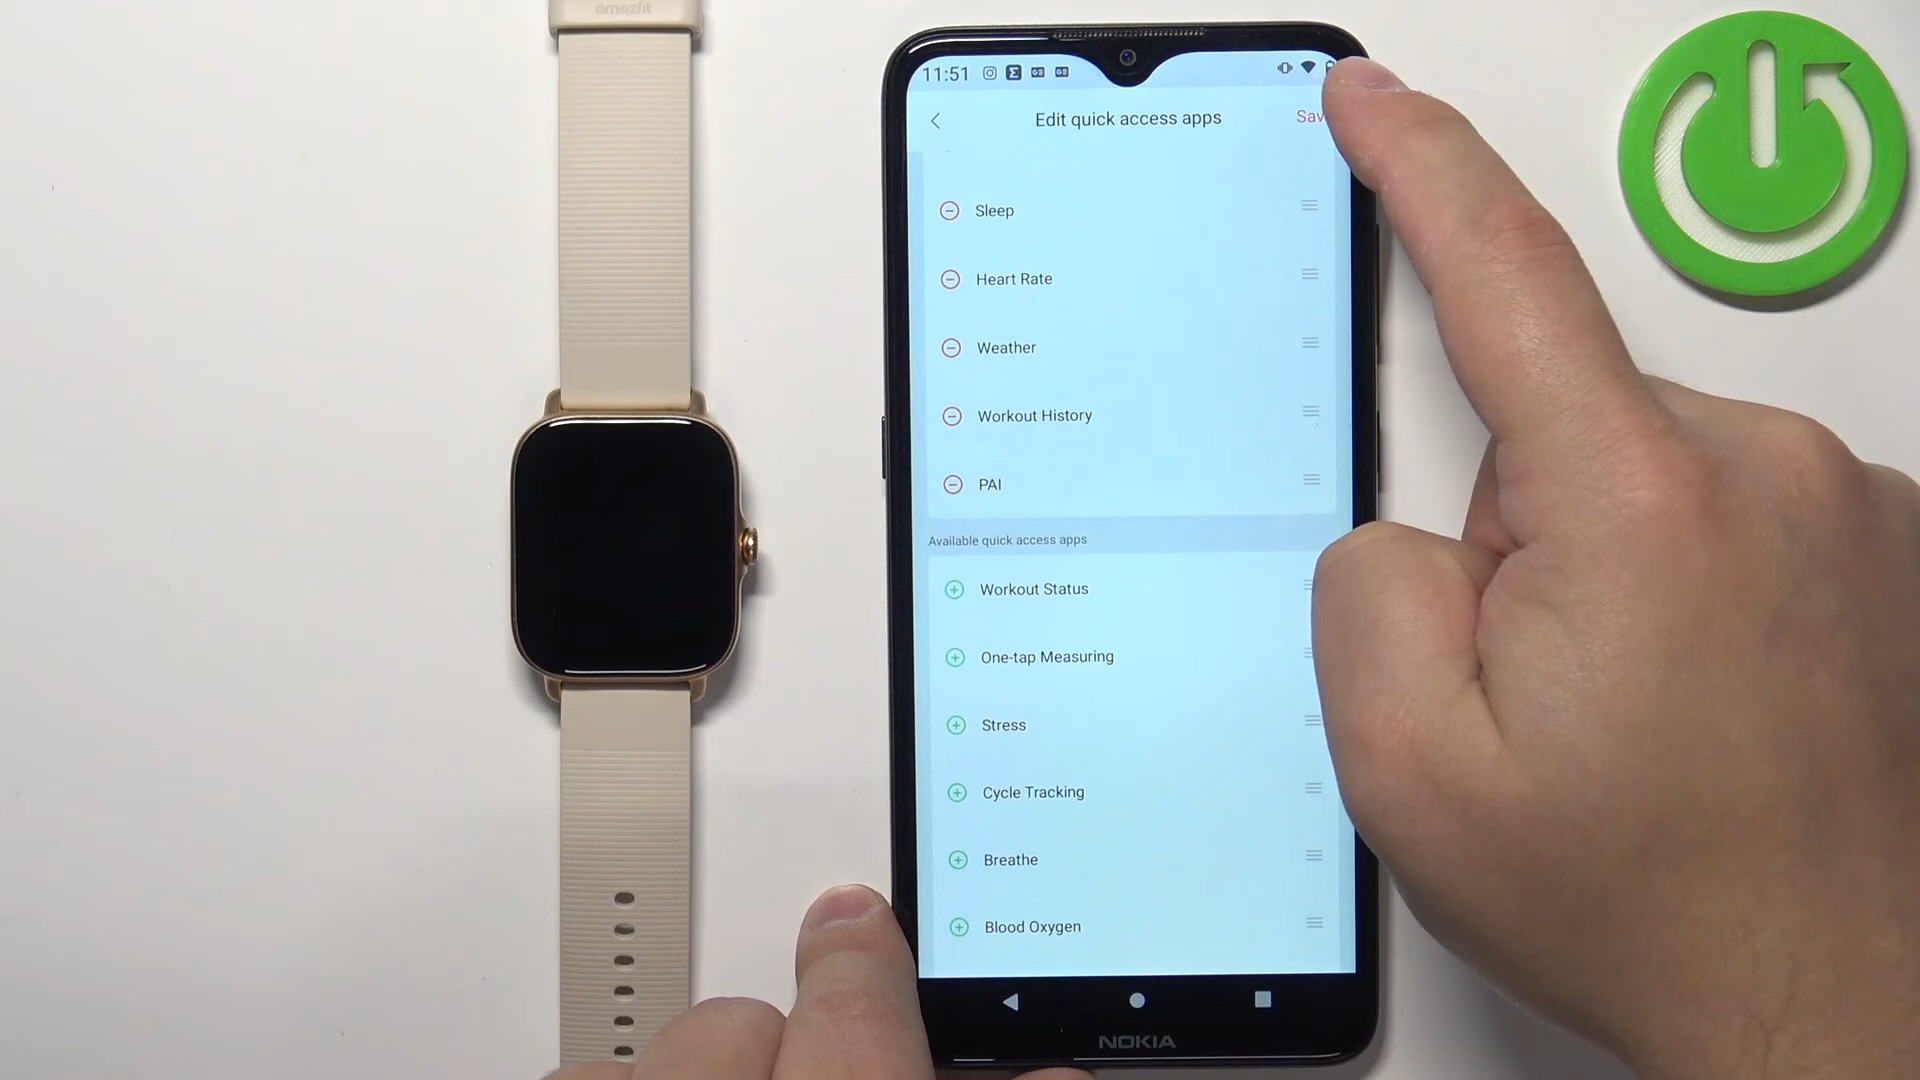 amazfit
11:51
Edit quick access apps
Sav
Sleep
Heart Rate
Weather
Workout History
PAI
Available quick access apps
Workout Status
One-tap Measuring
Stress
Cycle Tracking
Breathe
Blood Oxygen
NOKIA